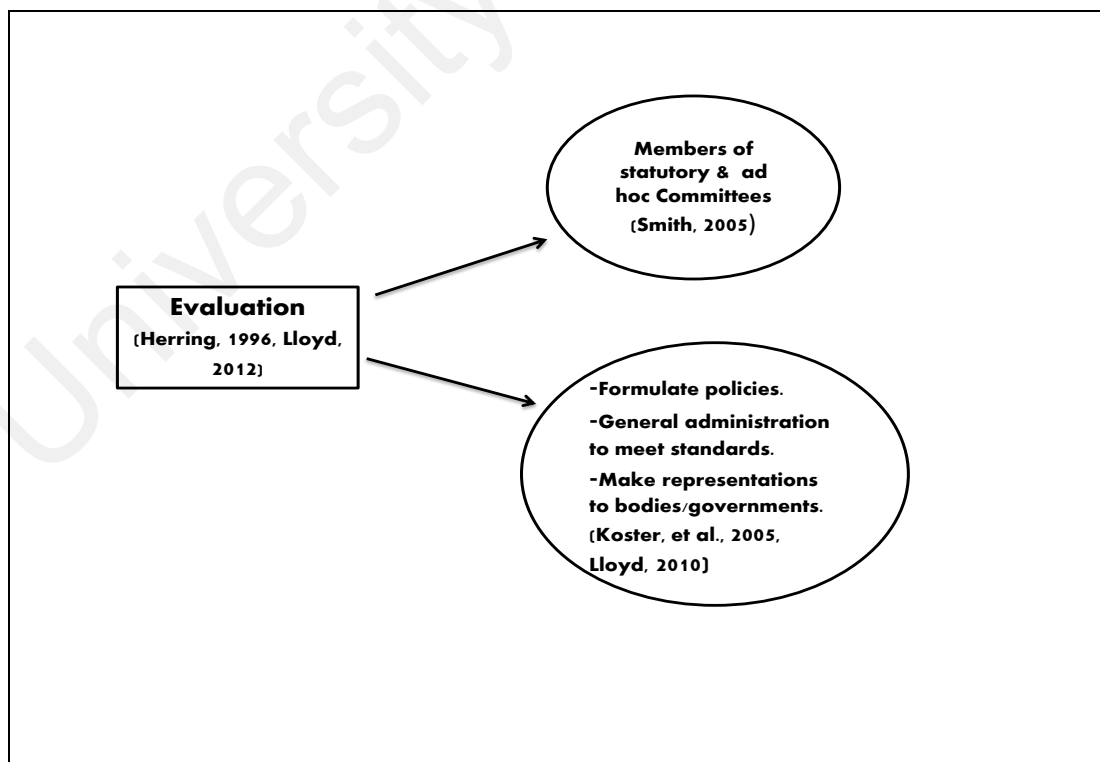 University
Members of
statutory & ad
hoc Committees
(Smith, 2005)
Evaluation
(Herring, 1996, Lloyd,
2012)
-Formulate policies.
-General administration
to meet standards.
-Make representations
to bodies/governments.
(Koster, et al., 2005,
Lloyd, 2010)